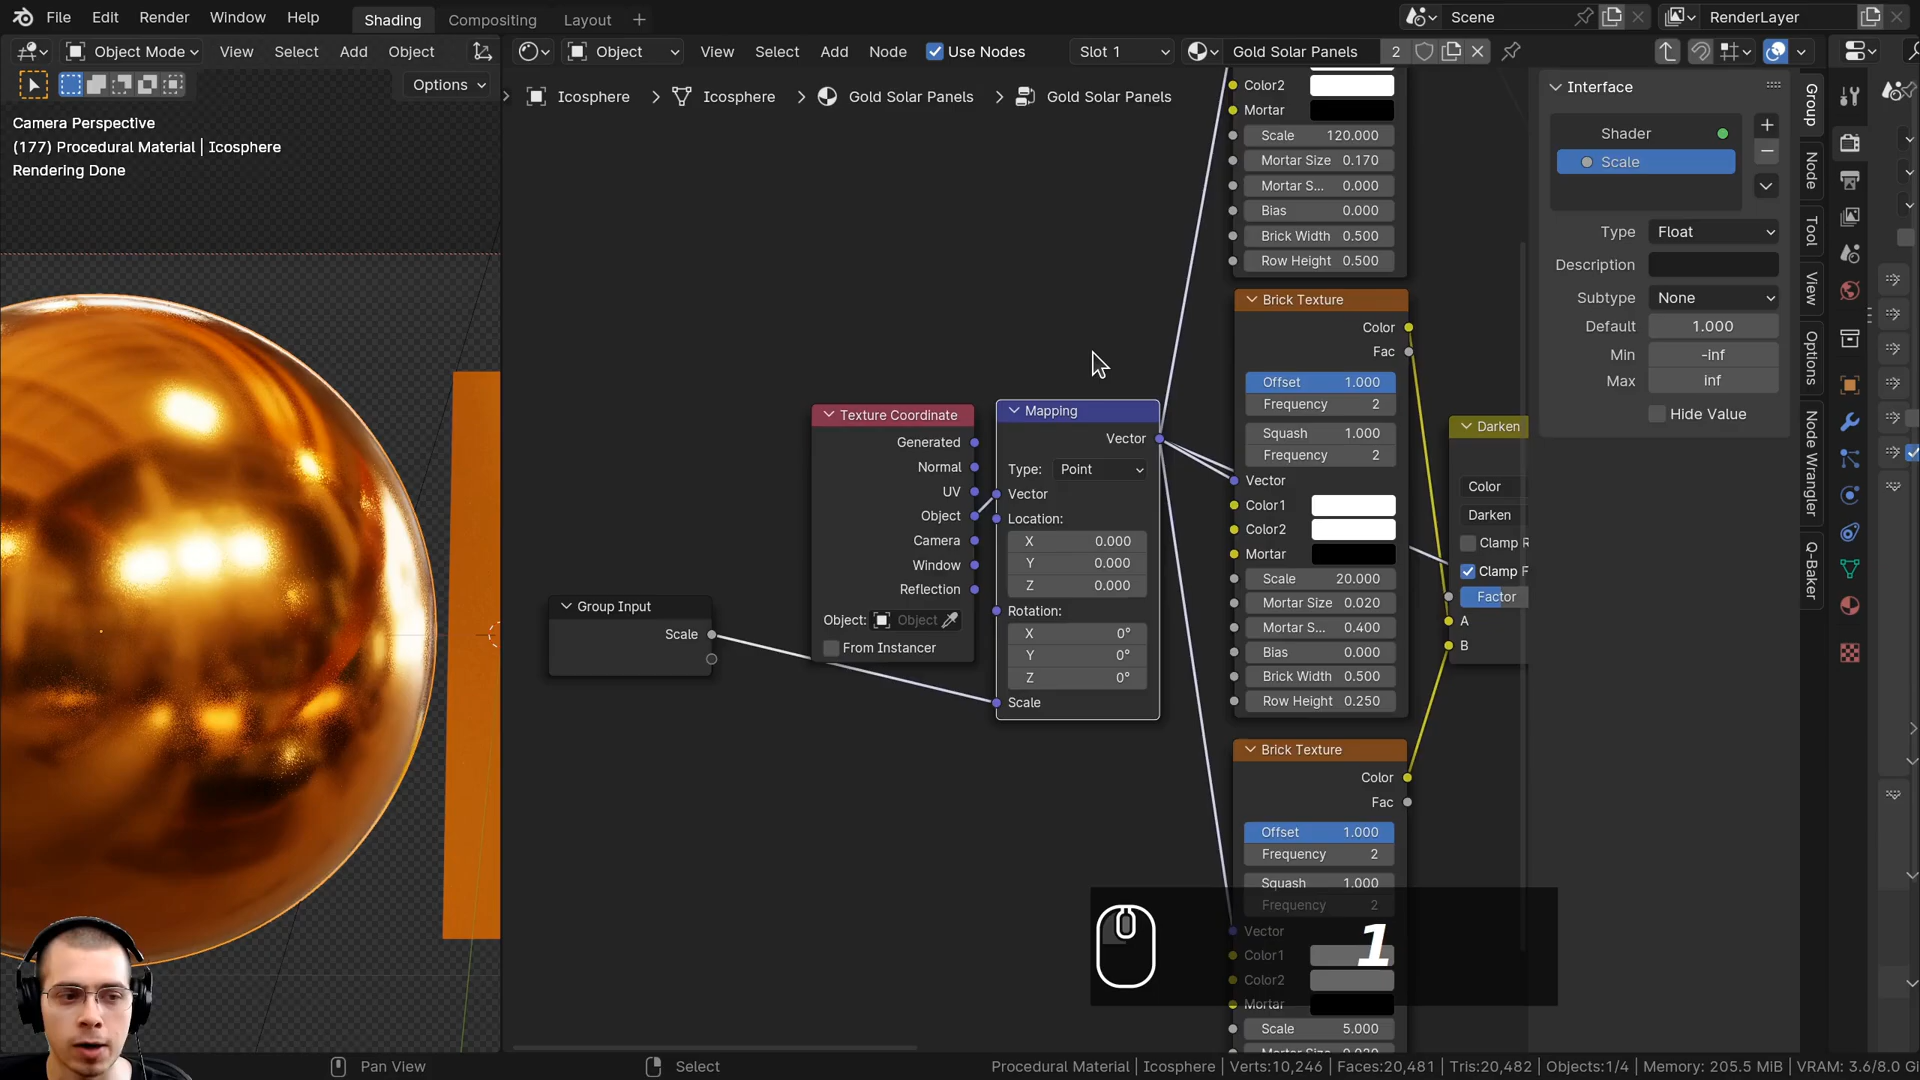 File Edit Render Window Help Shading Compositing Layout + Scene RenderLayer
Object Mode View Select Add Object Object View Select Add Node Use Nodes Slot 1 Gold Solar Panels 2
Options
Icosphere > Icosphere > Gold Solar Panels > Gold Solar Panels
Camera Perspective
(177) Procedural Material | Icosphere
Rendering Done
Color2
Mortar
Scale 120.000
Mortar Size 0.170
Mortar S... 0.000
Bias 0.000
Brick Width 0.500
Row Height 0.500
Brick Texture
Color
Fac
Offset 1.000
Frequency 2
Squash 1.000
Frequency 2
Vector
Color1
Color2
Mortar
Scale 20.000
Mortar Size 0.020
Mortar S... 0.400
Bias 0.000
Brick Width 0.500
Row Height 0.250
Texture Coordinate
Generated
Normal
UV
Object
Camera
Window
Reflection
Object: Object
From Instancer
Mapping
Vector
Type: Point
Vector
Location:
X 0.000
Y 0.000
Z 0.000
Rotation:
X 0°
Y 0°
Z 0°
Scale
Group Input
Scale
Darken
Color
Darken
Clamp R
Clamp F
Factor
A
B
Brick Texture
Color
Fac
Offset 1.000
Frequency 2
Squash 1.000
Frequency 2
Vector
Color1
Color2
Mortar
Scale 5.000
1
Interface
Shader
Scale
Type Float
Description
Subtype None
Default 1.000
Min -inf
Max inf
Hide Value
Group
Node
Tool
View
Options
Node Wrangler
Q-Baker
Pan View Select Procedural Material | Icosphere | Verts:10,246 | Faces:20,481 | Tris:20,482 | Objects:1/4 | Memory: 205.5 MiB | VRAM: 3.6/8.0 G